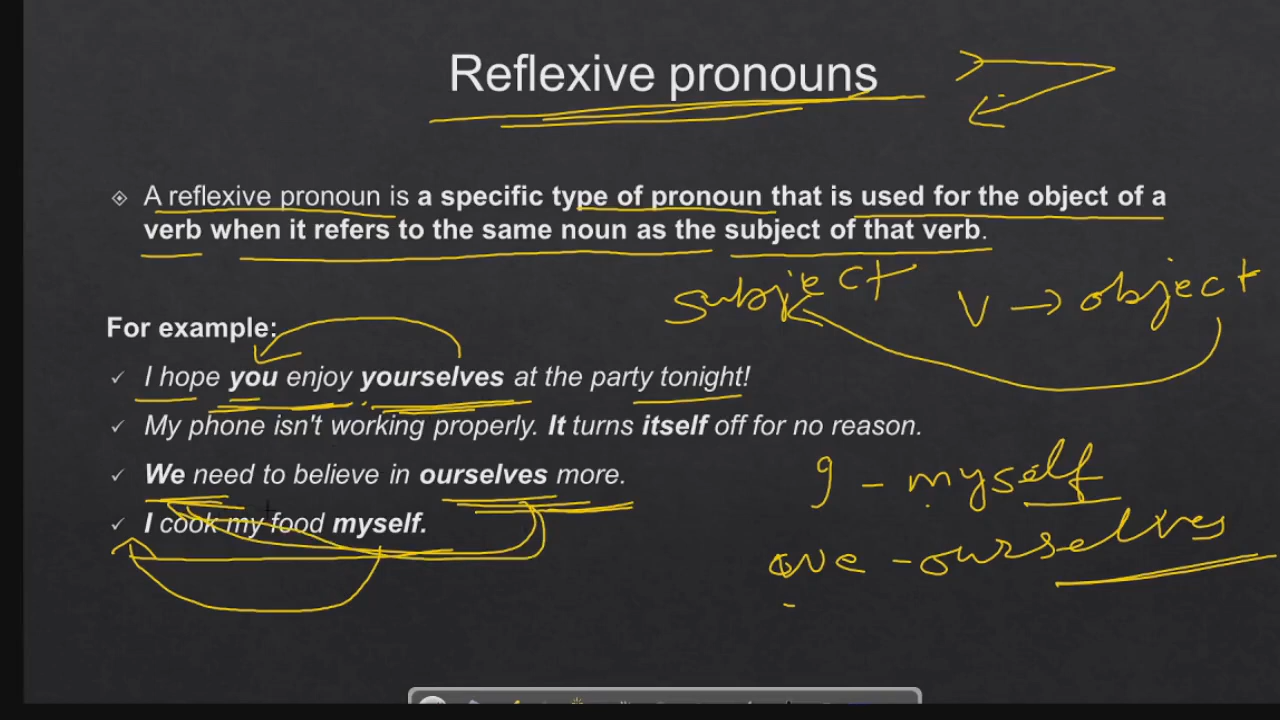 Reflexive pronouns
A reflexive pronoun is a specific type of pronoun that is used for the object of a
verb when it refers to the same noun as the subject of that verb.
subject V → object
For example:
I hope you enjoy yourselves at the party tonight!
My phone isn't working properly. It turns itself off for no reason.
We need to believe in ourselves more.
I - myself
I cook my food myself.
we - ourselves